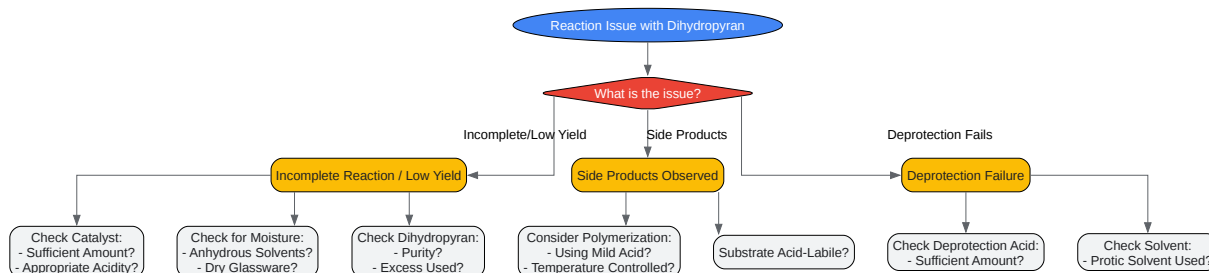 Reaction Issue with Dihydropyran
What is the issue?
Incomplete/Low Yield
Side Products
Deprotection Fails
Incomplete Reaction / Low Yield
Side Products Observed
Deprotection Failure
Check Catalyst:
- Sufficient Amount?
- Appropriate Acidity?
Check for Moisture:
- Anhydrous Solvents?
- Dry Glassware?
Check Dihydropyran:
- Purity?
- Excess Used?
Consider Polymerization:
- Using Mild Acid?
- Temperature Controlled?
Substrate Acid-Labile?
Check Deprotection Acid:
- Sufficient Amount?
Check Solvent:
- Protic Solvent Used?